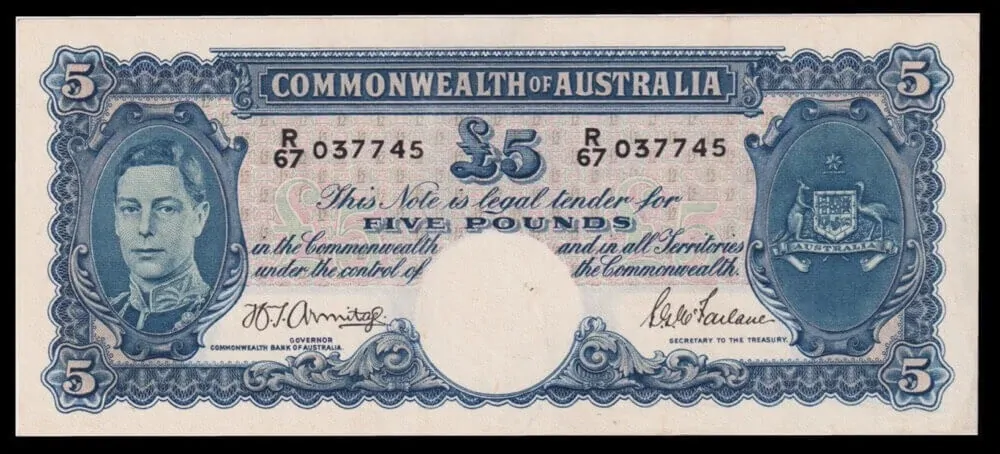 5 5
COMMONWEALTH OF AUSTRALIA
R/67 037745 £5 R/67 037745
This Note is legal tender for
FIVE POUNDS
in the Commonwealth and in all Territories
under the control of the Commonwealth.
AUSTRALIA
H.T. Armitage S.G. McFarlane
GOVERNOR
COMMONWEALTH BANK OF AUSTRALIA.
SECRETARY TO THE TREASURY.
5 5